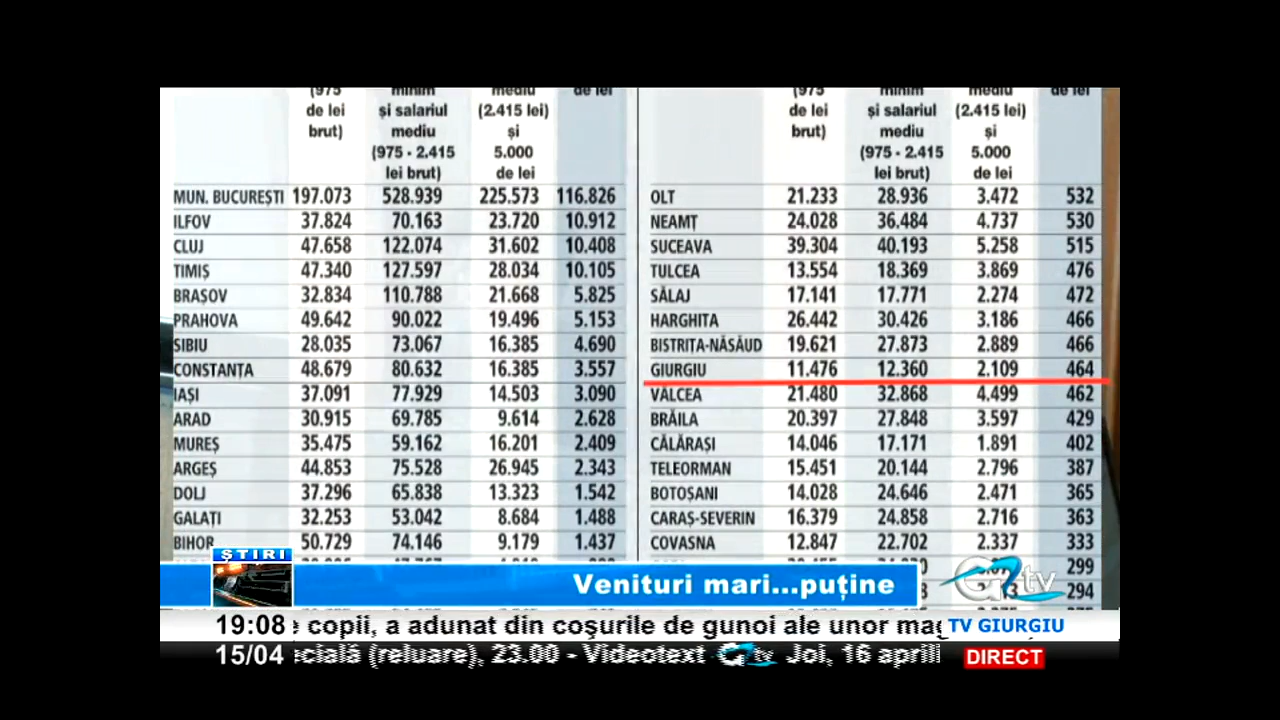 (975 minim mediu de lei
de lei și salariul (2.415 lei)
brut) mediu și
(975 - 2.415 5.000
lei brut) de lei
MUN. BUCUREȘTI 197.073 528.939 225.573 116.826
ILFOV 37.824 70.163 23.720 10.912
CLUJ 47.658 122.074 31.602 10.408
TIMIȘ 47.340 127.597 28.034 10.105
BRAȘOV 32.834 110.788 21.668 5.825
PRAHOVA 49.642 90.022 19.496 5.153
SIBIU 28.035 73.067 16.385 4.690
CONSTANȚA 48.679 80.632 16.385 3.557
IAȘI 37.091 77.929 14.503 3.090
ARAD 30.915 69.785 9.614 2.628
MUREȘ 35.475 59.162 16.201 2.409
ARGEȘ 44.853 75.528 26.945 2.343
DOLJ 37.296 65.838 13.323 1.542
GALAȚI 32.253 53.042 8.684 1.488
BIHOR 50.729 74.146 9.179 1.437
(975 minim mediu de lei
de lei și salariul (2.415 lei)
brut) mediu și
(975 - 2.415 5.000
lei brut) de lei
OLT 21.233 28.936 3.472 532
NEAMȚ 24.028 36.484 4.737 530
SUCEAVA 39.304 40.193 5.258 515
TULCEA 13.554 18.369 3.869 476
SĂLAJ 17.141 17.771 2.274 472
HARGHITA 26.442 30.426 3.186 466
BISTRIȚA-NĂSĂUD 19.621 27.873 2.889 466
GIURGIU 11.476 12.360 2.109 464
VÂLCEA 21.480 32.868 4.499 462
BRĂILA 20.397 27.848 3.597 429
CĂLĂRAȘI 14.046 17.171 1.891 402
TELEORMAN 15.451 20.144 2.796 387
BOTOȘANI 14.028 24.646 2.471 365
CARAȘ-SEVERIN 16.379 24.858 2.716 363
COVASNA 12.847 22.702 2.337 333
299
294
ŞTIRI
Venituri mari...puţine
G2 tv
19:08 e copii, a adunat din coşurile de gunoi ale unor mag
TV GIURGIU
15/04 cială (reluare), 23.00 - Videotext G2 tv Joi, 16 aprili
DIRECT